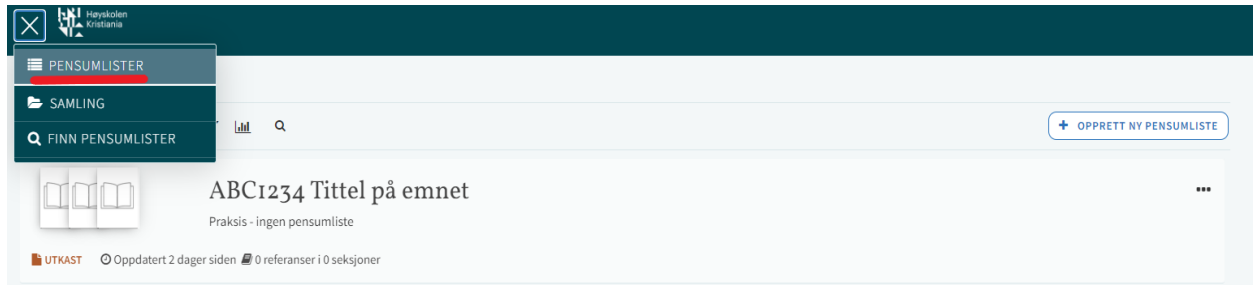 Høyskolen
Kristiania
PENSUMLISTER
SAMLING
FINN PENSUMLISTER
+ OPPRETT NY PENSUMLISTE
ABC1234 Tittel på emnet
Praksis - ingen pensumliste
UTKAST Oppdatert 2 dager siden 0 referanser i 0 seksjoner